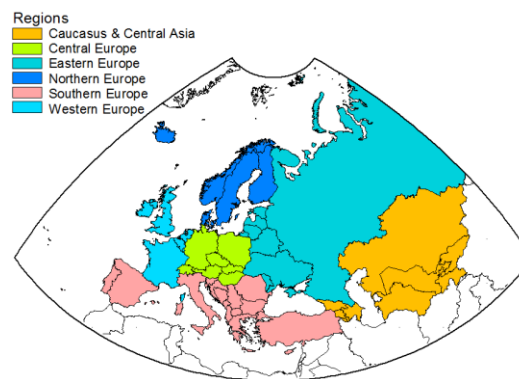 Regions
Caucasus & Central Asia
Central Europe
Eastern Europe
Northern Europe
Southern Europe
Western Europe